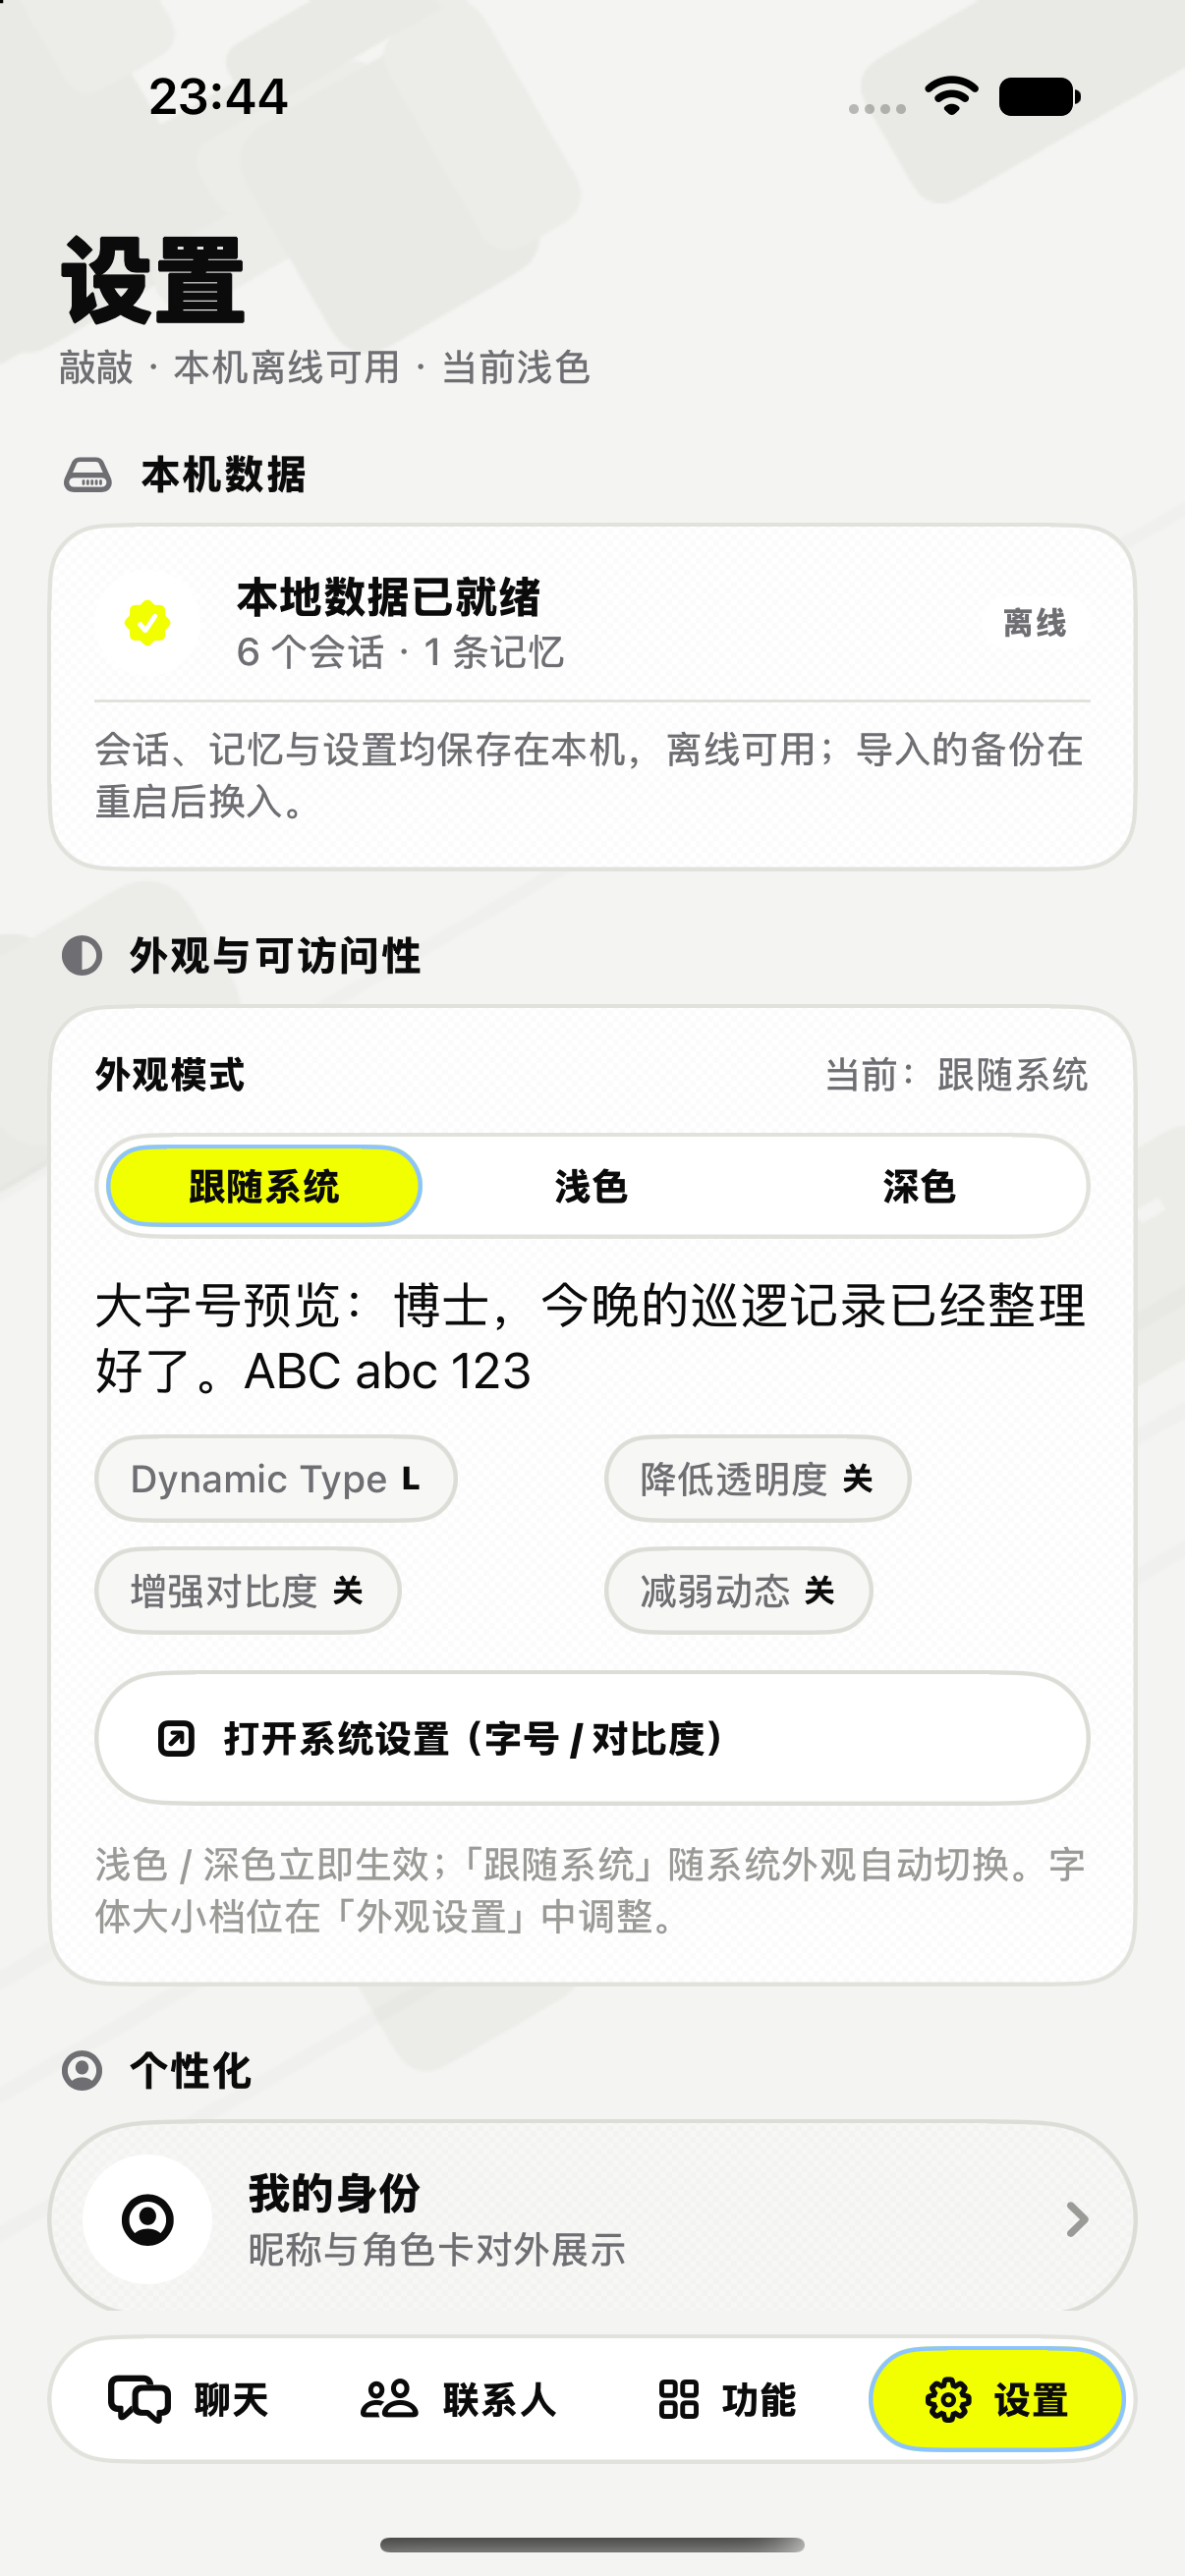 23:44
设置
敲敲 · 本机离线可用 · 当前浅色
本机数据
本地数据已就绪
6 个会话 · 1 条记忆
离线
会话、记忆与设置均保存在本机，离线可用；导入的备份在
重启后换入。
外观与可访问性
外观模式
当前：跟随系统
跟随系统
浅色
深色
大字号预览：博士，今晚的巡逻记录已经整理
好了。ABC abc 123
Dynamic Type L
降低透明度 关
增强对比度 关
减弱动态 关
打开系统设置（字号 / 对比度）
浅色 / 深色立即生效；「跟随系统」随系统外观自动切换。字
体大小档位在「外观设置」中调整。
个性化
我的身份
昵称与角色卡对外展示
聊天
联系人
功能
设置